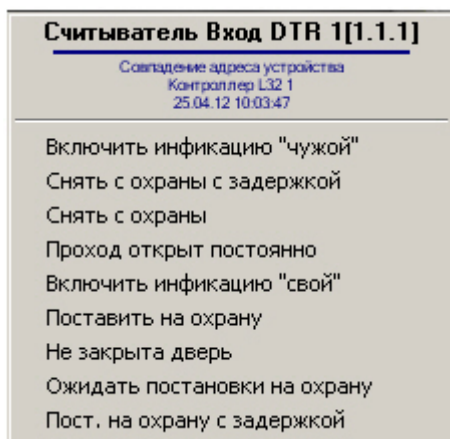 Считыватель Вход DTR 1[1.1.1]
Совпадение адреса устройства
Контроллер L32 1
25.04.12 10:03:47
Включить инфикацию "чужой"
Снять с охраны с задержкой
Снять с охраны
Проход открыт постоянно
Включить инфикацию "свой"
Поставить на охрану
Не закрыта дверь
Ожидать постановки на охрану
Пост. на охрану с задержкой